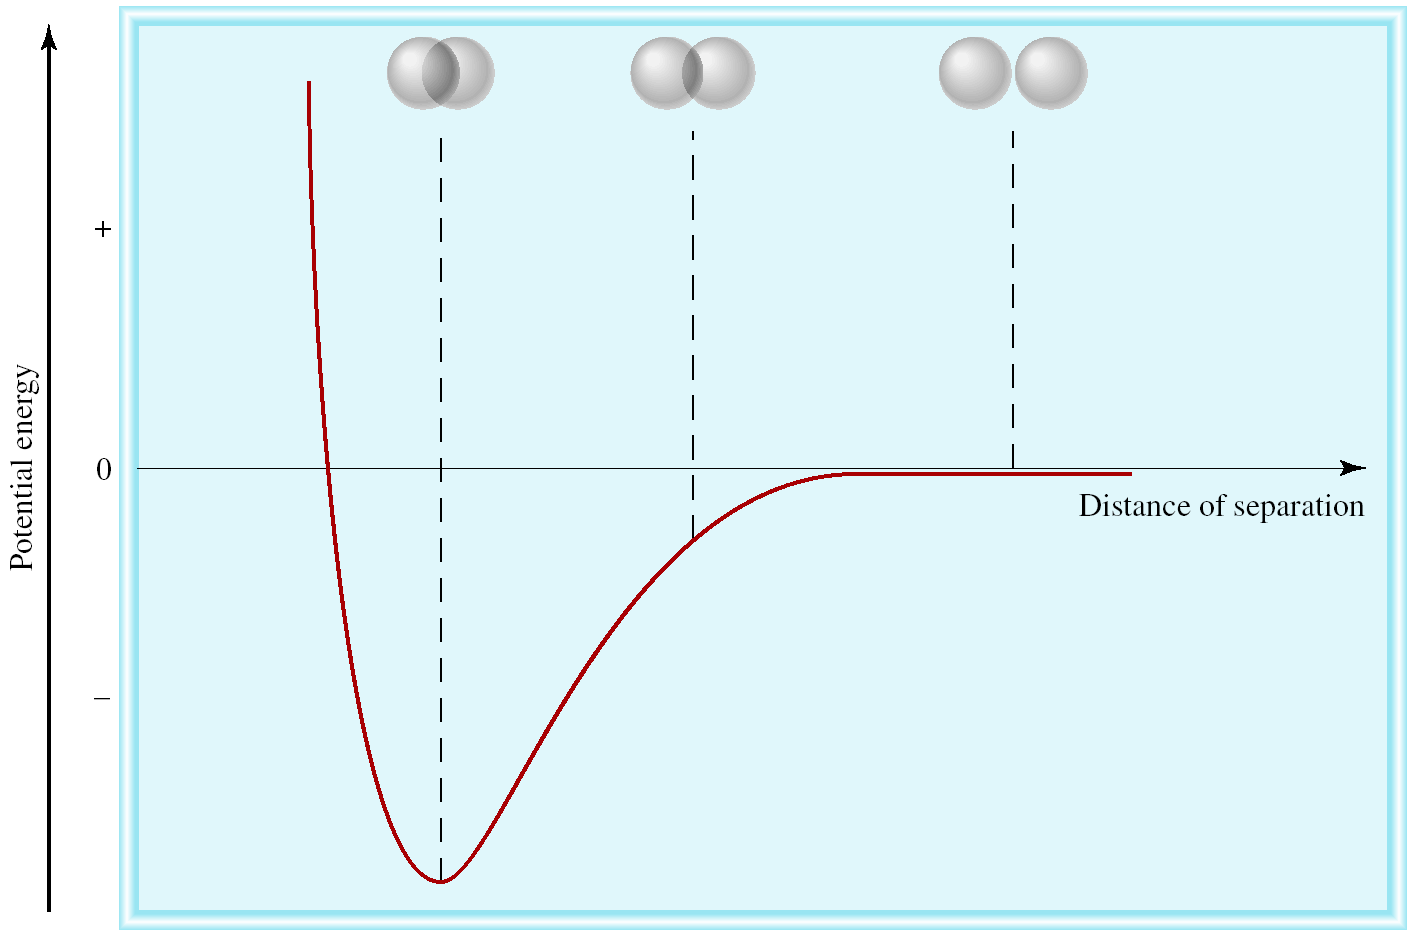 Potential energy
+
0
–
Distance of separation